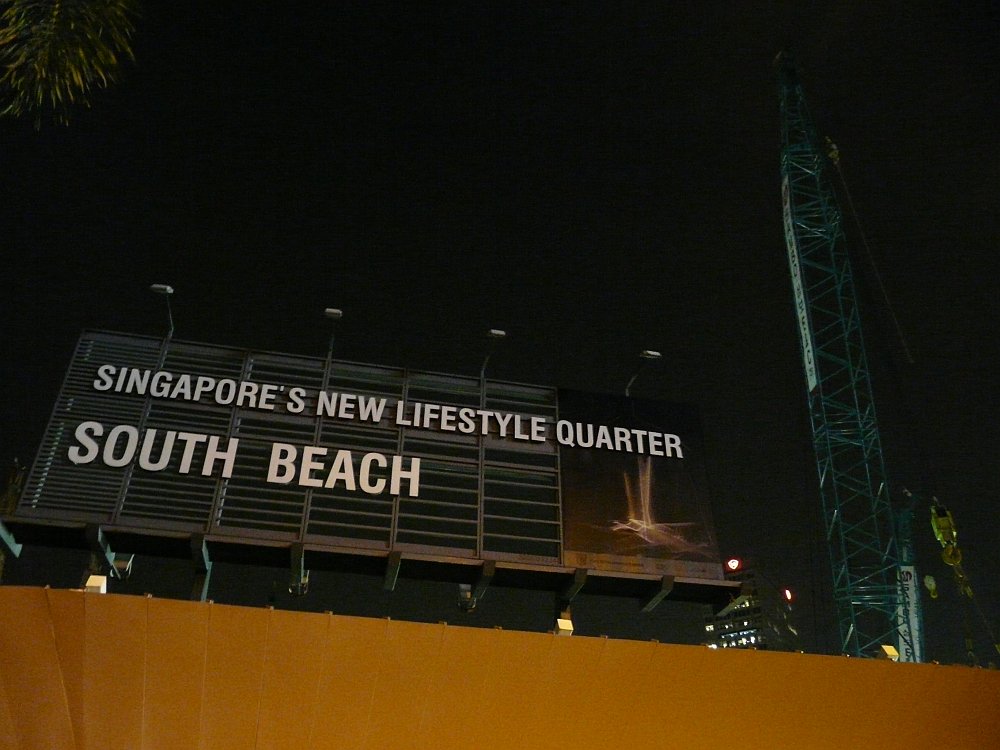 SINGAPORE'S NEW LIFESTYLE QUARTER
SOUTH BEACH